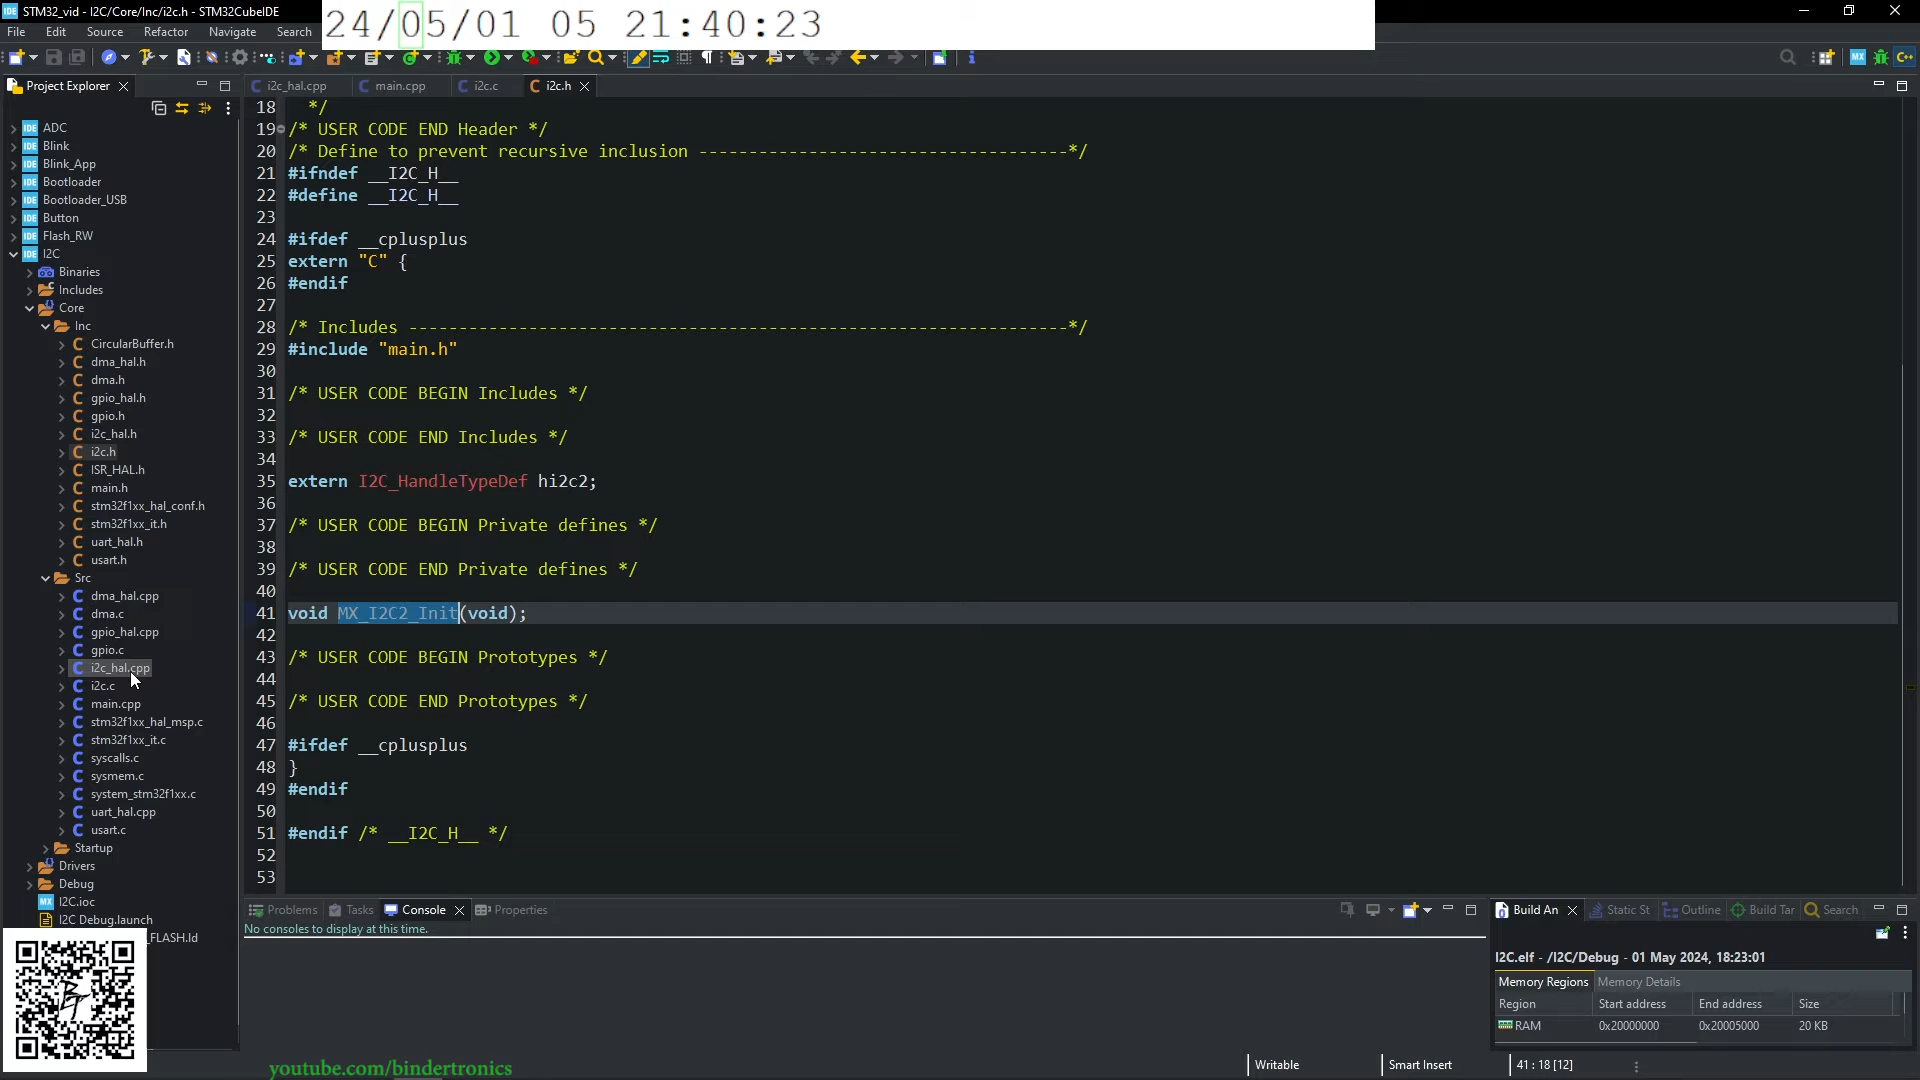 STM32_vid - I2C/Core/Inc/i2c.h - STM32CubeIDE
24/05/01 05 21:40:23
File Edit Source Refactor Navigate Search
Project Explorer
i2c_hal.cpp main.cpp i2c.c i2c.h
ADC
Blink
Blink_App
Bootloader
Bootloader_USB
Button
Flash_RW
I2C
Binaries
Includes
Core
Inc
CircularBuffer.h
dma_hal.h
dma.h
gpio_hal.h
gpio.h
i2c_hal.h
i2c.h
ISR_HAL.h
main.h
stm32f1xx_hal_conf.h
stm32f1xx_it.h
uart_hal.h
usart.h
Src
dma_hal.cpp
dma.c
gpio_hal.cpp
gpio.c
i2c_hal.cpp
i2c.c
main.cpp
stm32f1xx_hal_msp.c
stm32f1xx_it.c
syscalls.c
sysmem.c
system_stm32f1xx.c
uart_hal.cpp
usart.c
Startup
Drivers
Debug
I2C.ioc
I2C Debug.launch
_FLASH.ld
18 */
19 /* USER CODE END Header */
20 /* Define to prevent recursive inclusion -------------------------------------*/
21 #ifndef __I2C_H__
22 #define __I2C_H__
23
24 #ifdef __cplusplus
25 extern "C" {
26 #endif
27
28 /* Includes ------------------------------------------------------------------*/
29 #include "main.h"
30
31 /* USER CODE BEGIN Includes */
32
33 /* USER CODE END Includes */
34
35 extern I2C_HandleTypeDef hi2c2;
36
37 /* USER CODE BEGIN Private defines */
38
39 /* USER CODE END Private defines */
40
41 void MX_I2C2_Init(void);
42
43 /* USER CODE BEGIN Prototypes */
44
45 /* USER CODE END Prototypes */
46
47 #ifdef __cplusplus
48 }
49 #endif
50
51 #endif /* __I2C_H__ */
52
53
Problems Tasks Console Properties
No consoles to display at this time.
Build An Static St Outline Build Tar Search
I2C.elf - /I2C/Debug - 01 May 2024, 18:23:01
Memory Regions Memory Details
Region Start address End address Size
RAM 0x20000000 0x20005000 20 KB
youtube.com/bindertronics
Writable Smart Insert 41 : 18 [12]